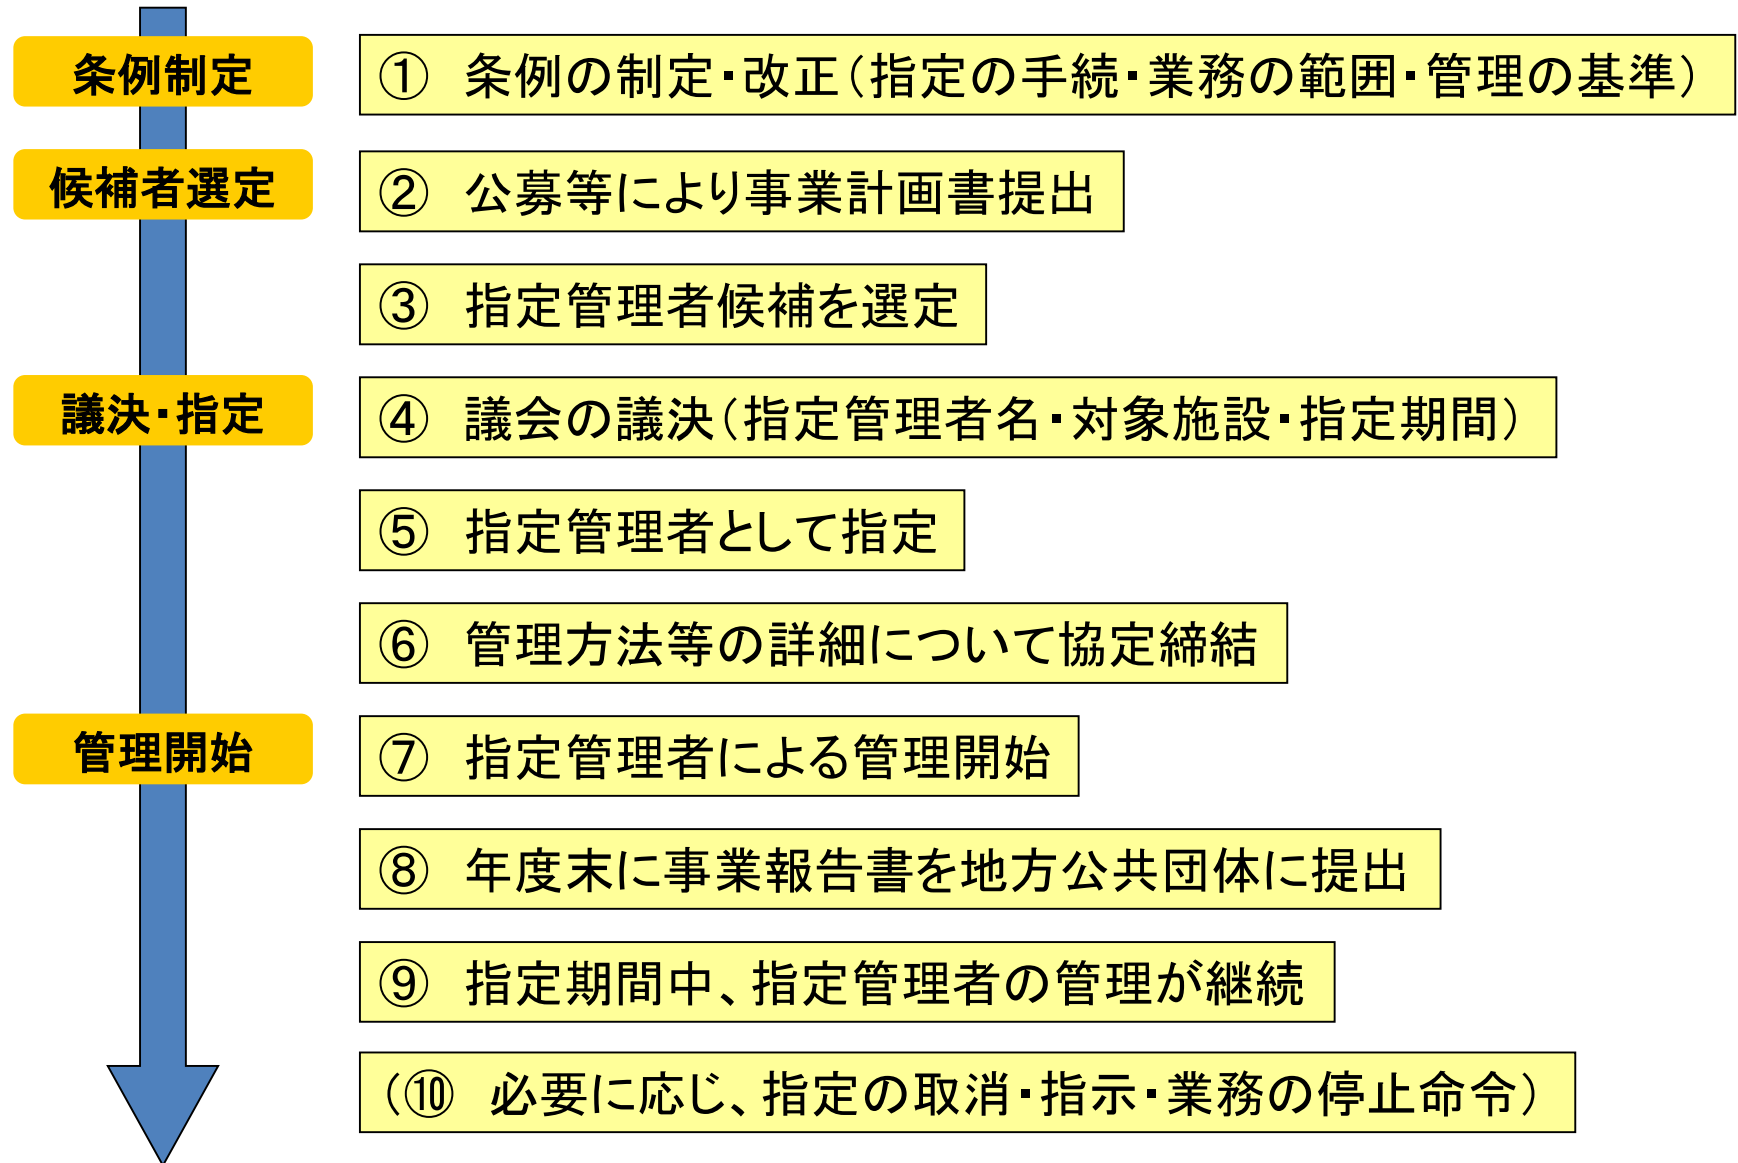 条例制定
① 条例の制定・改正（指定の手続・業務の範囲・管理の基準）
候補者選定
② 公募等により事業計画書提出
③ 指定管理者候補を選定
議決・指定
④ 議会の議決（指定管理者名・対象施設・指定期間）
⑤ 指定管理者として指定
⑥ 管理方法等の詳細について協定締結
管理開始
⑦ 指定管理者による管理開始
⑧ 年度末に事業報告書を地方公共団体に提出
⑨ 指定期間中、指定管理者の管理が継続
（⑩ 必要に応じ、指定の取消・指示・業務の停止命令）